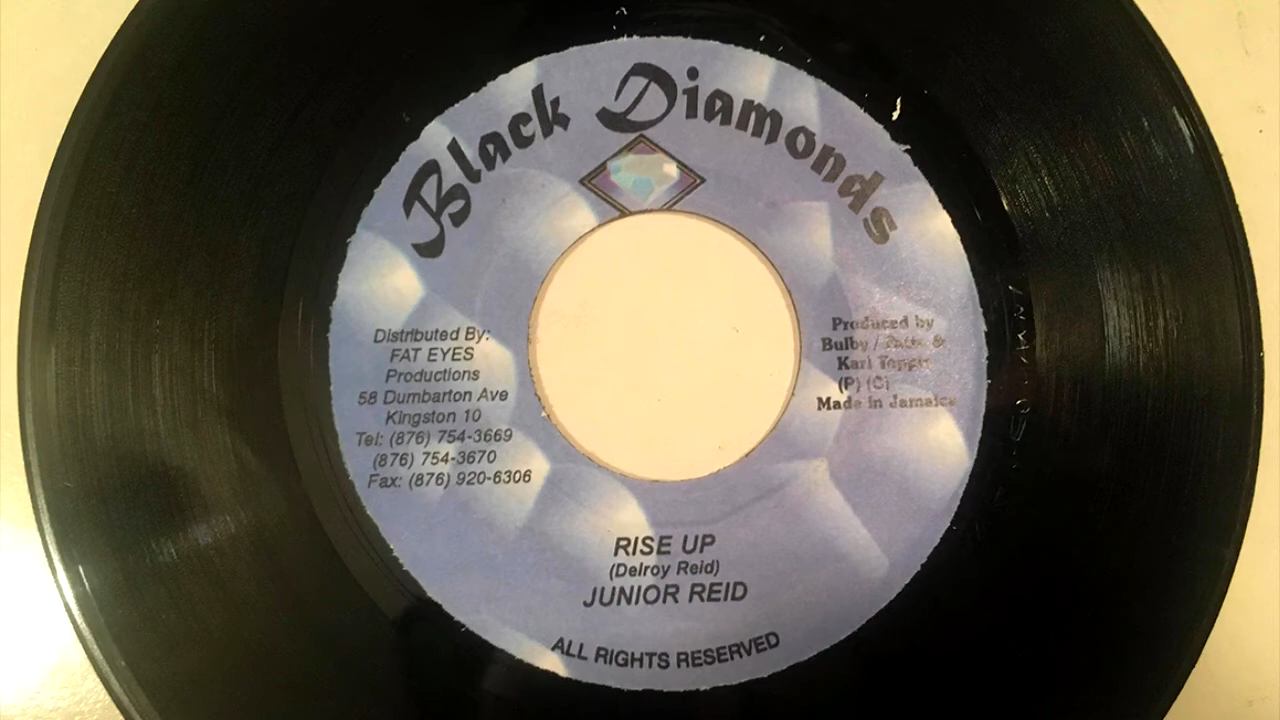 Black Diamonds
Distributed By:
FAT EYES
Productions
58 Dumbarton Ave
Kingston 10
Tel: (876) 754-3669
(876) 754-3670
Fax: (876) 920-6306
Produced by
Bulby / &
Karl
(P) (C)
Made in Jamaica
RISE UP
(Delroy Reid)
JUNIOR REID
ALL RIGHTS RESERVED